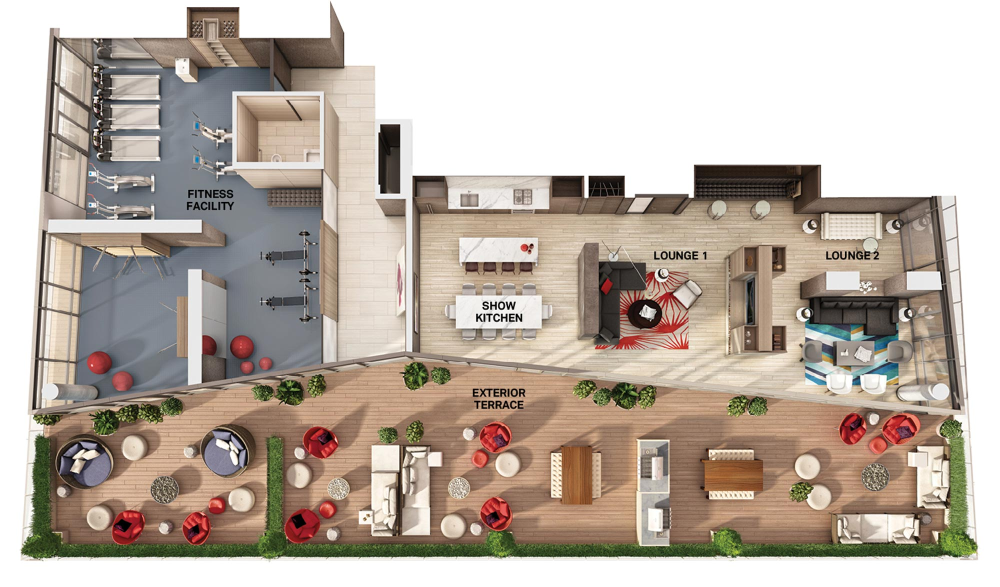 FITNESS
FACILITY
LOUNGE 1
LOUNGE 2
SHOW
KITCHEN
EXTERIOR
TERRACE